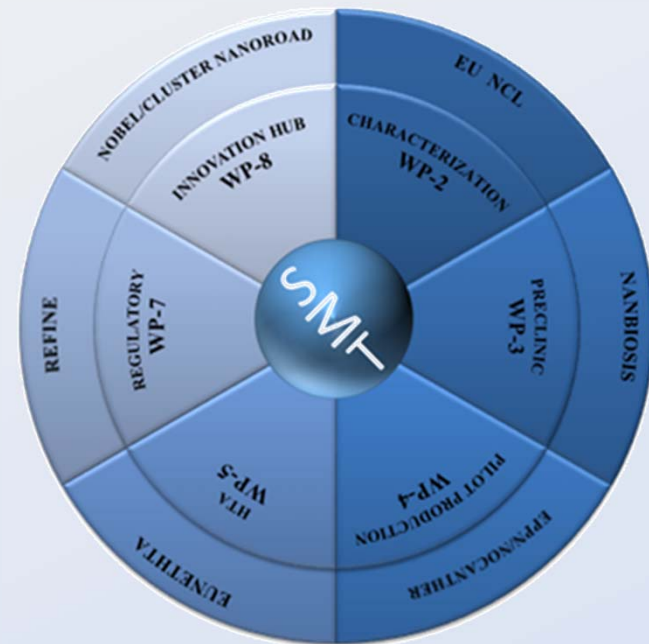 EU NCL
CHARACTERIZATION
WP-2
NANBIOSIS
PRECLINIC
WP-3
EPPN/NOCANTHER
PILOT PRODUCTION
WP-4
EUNETHTA
HTA
WP-5
REFINE
REGULATORY
WP-7
NOBEL/CLUSTER NANOROAD
INNOVATION HUB
WP-8
SMT